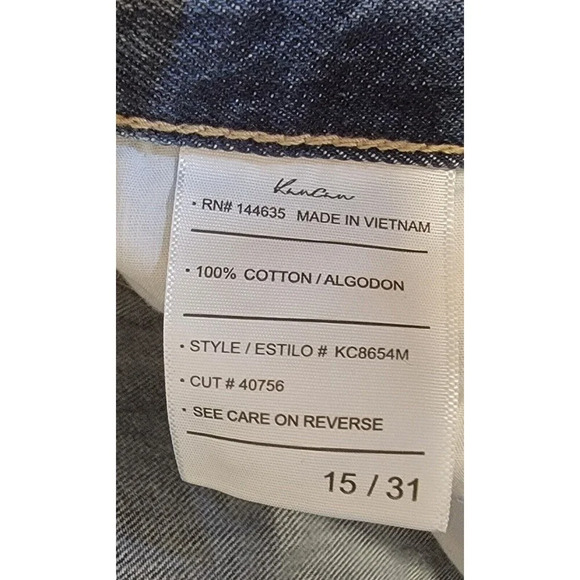 KanCan
• RN# 144635 MADE IN VIETNAM
• 100% COTTON / ALGODON
• STYLE / ESTILO # KC8654M
• CUT # 40756
• SEE CARE ON REVERSE
15 / 31